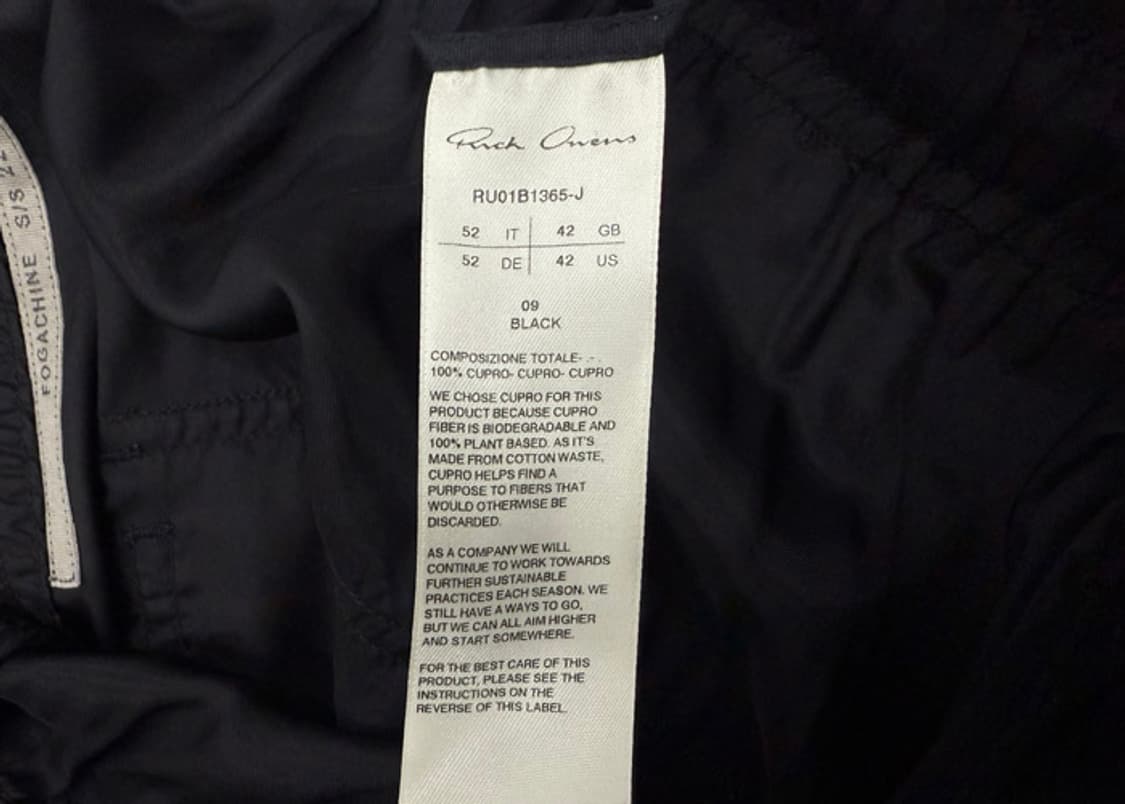 FOGACHINE S/S 22
Rick Owens
RU01B1365-J
52 IT 42 GB
52 DE 42 US
09
BLACK
COMPOSIZIONE TOTALE- .- .
100% CUPRO- CUPRO- CUPRO
WE CHOSE CUPRO FOR THIS
PRODUCT BECAUSE CUPRO
FIBER IS BIODEGRADABLE AND
100% PLANT BASED. AS IT'S
MADE FROM COTTON WASTE,
CUPRO HELPS FIND A
PURPOSE TO FIBERS THAT
WOULD OTHERWISE BE
DISCARDED.
AS A COMPANY WE WILL
CONTINUE TO WORK TOWARDS
FURTHER SUSTAINABLE
PRACTICES EACH SEASON. WE
STILL HAVE A WAYS TO GO,
BUT WE CAN ALL AIM HIGHER
AND START SOMEWHERE.
FOR THE BEST CARE OF THIS
PRODUCT, PLEASE SEE THE
INSTRUCTIONS ON THE
REVERSE OF THIS LABEL.